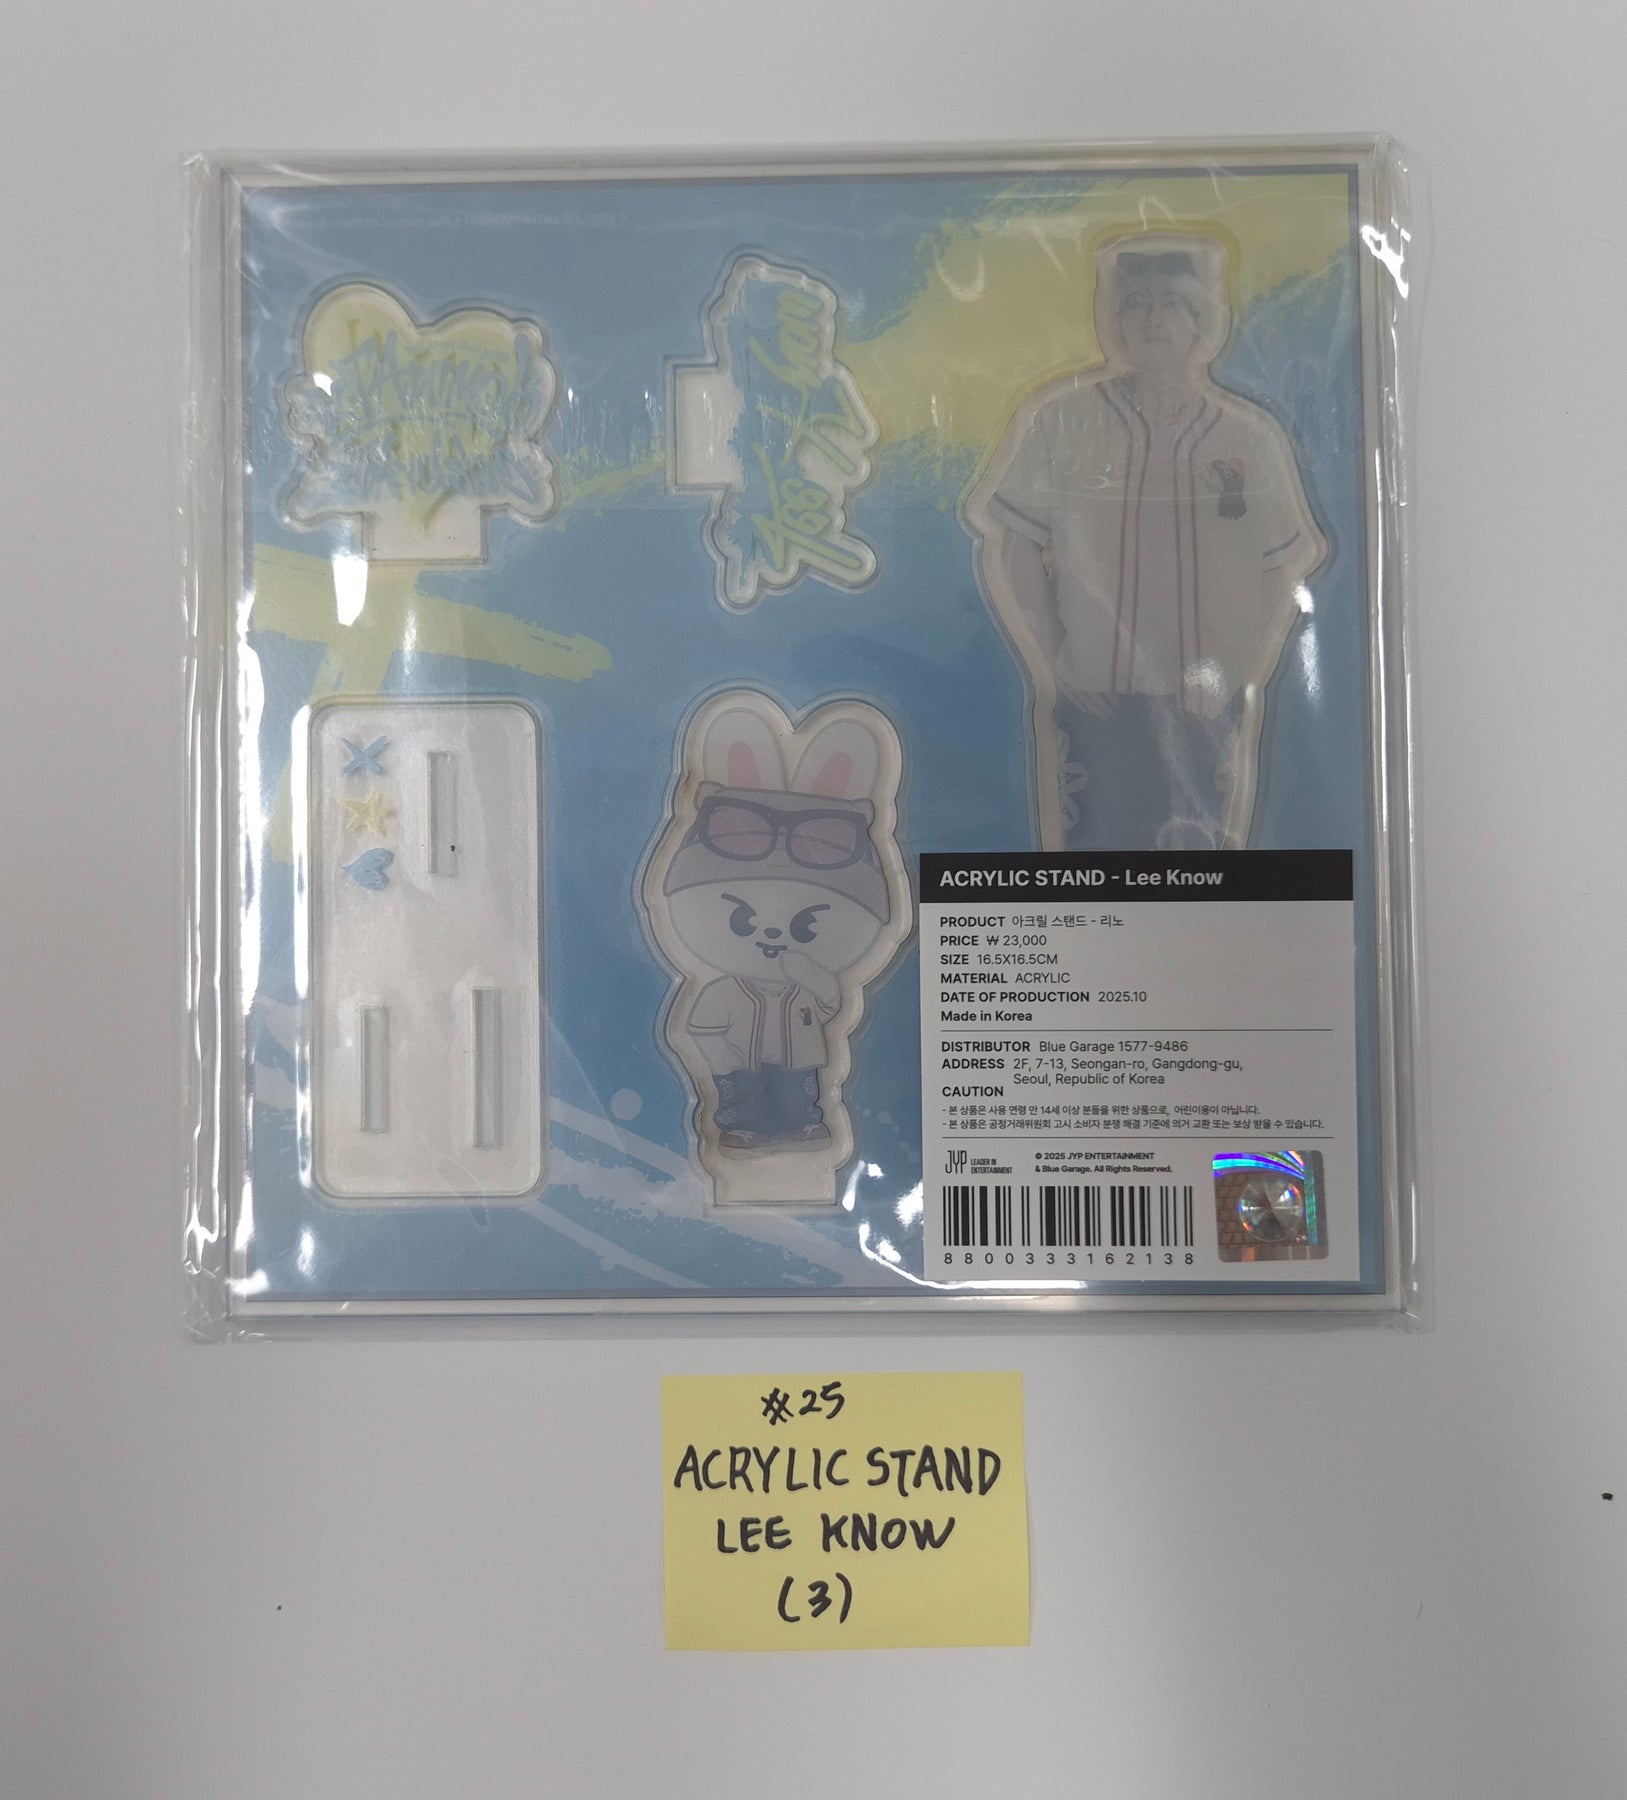 ACRYLIC STAND - Lee Know
PRODUCT 아크릴 스탠드 - 리노
PRICE ₩ 23,000
SIZE 16.5X16.5CM
MATERIAL ACRYLIC
DATE OF PRODUCTION 2025.10
Made in Korea
DISTRIBUTOR Blue Garage 1577-9486
ADDRESS 2F, 7-13, Seongan-ro, Gangdong-gu,
Seoul, Republic of Korea
CAUTION
- 본 상품은 사용 연령 만 14세 이상 분들을 위한 상품으로, 어린이용이 아닙니다.
- 본 상품은 공정거래위원회 고시 소비자 분쟁 해결 기준에 의거 교환 또는 보상 받을 수 있습니다.
JYP LEADER IN
ENTERTAINMENT
© 2025 JYP ENTERTAINMENT
& Blue Garage. All Rights Reserved.
8800333162138
#25
ACRYLIC STAND
LEE KNOW
(3)